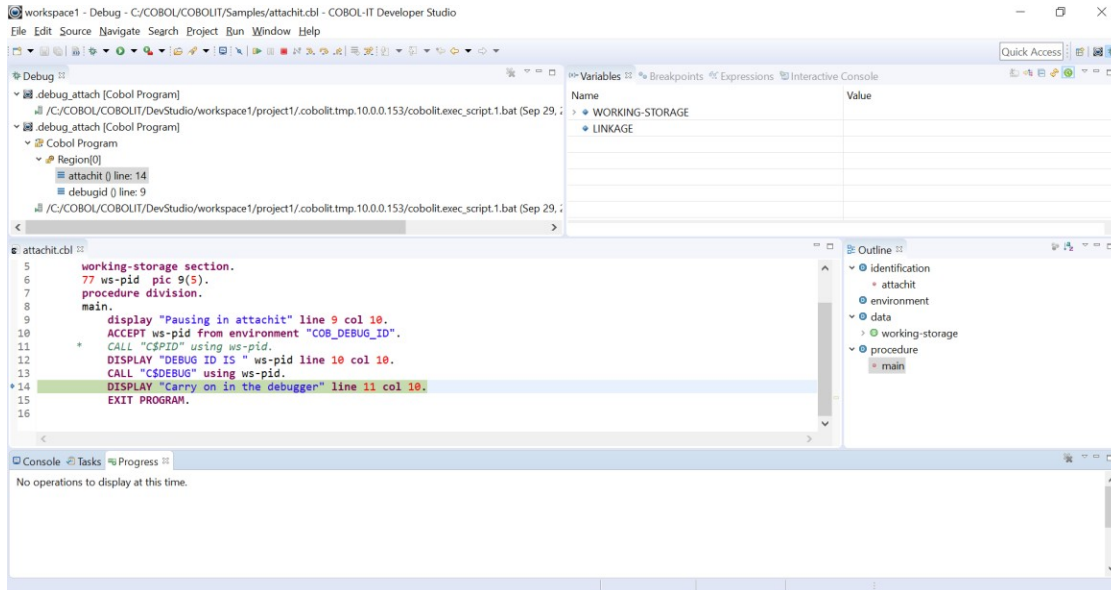 workspace1 - Debug - C:/COBOL/COBOLIT/Samples/attachit.cbl - COBOL-IT Developer Studio
File Edit Source Navigate Search Project Run Window Help
Quick Access
Debug
.debug_attach [Cobol Program]
/C:/COBOL/COBOLIT/DevStudio/workspace1/project1/.cobolit.tmp.10.0.0.153/cobolit.exec_script.1.bat (Sep 29, 
.debug_attach [Cobol Program]
Cobol Program
Region[0]
attachit () line: 14
debugid () line: 9
/C:/COBOL/COBOLIT/DevStudio/workspace1/project1/.cobolit.tmp.10.0.0.153/cobolit.exec_script.1.bat (Sep 29, 
Variables Breakpoints Expressions Interactive Console
Name Value
WORKING-STORAGE
LINKAGE
attachit.cbl
5 working-storage section.
6 77 ws-pid pic 9(5).
7 procedure division.
8 main.
9 display "Pausing in attachit" line 9 col 10.
10 ACCEPT ws-pid from environment "COB_DEBUG_ID".
11 * CALL "C$PID" using ws-pid.
12 DISPLAY "DEBUG ID IS " ws-pid line 10 col 10.
13 CALL "C$DEBUG" using ws-pid.
14 DISPLAY "Carry on in the debugger" line 11 col 10.
15 EXIT PROGRAM.
16
Outline
identification
attachit
environment
data
working-storage
procedure
main
Console Tasks Progress
No operations to display at this time.